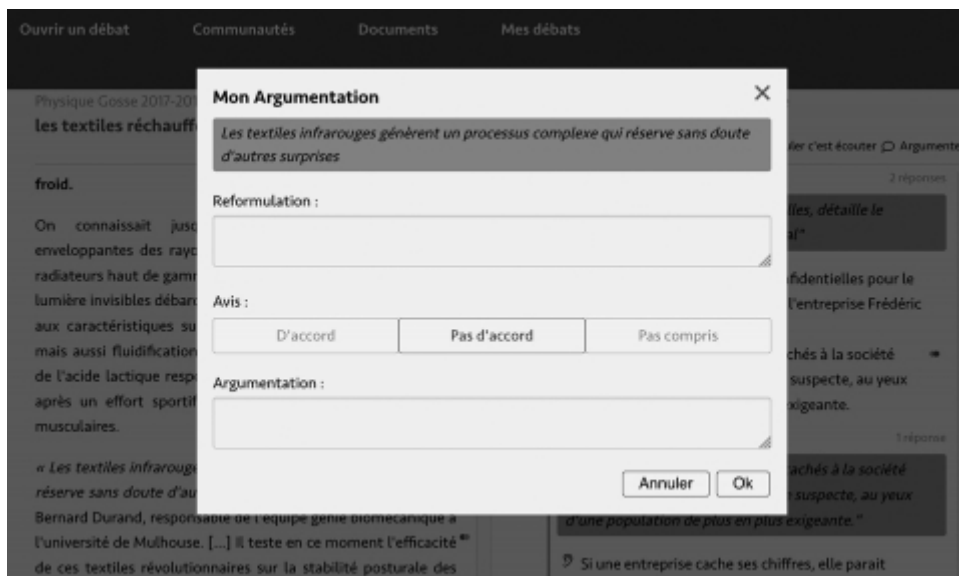 Ouvrir un débat Communautés Documents Mes débats
Physique Gosse 2017-201
les textiles réchauff
froid.
On connaissait jusq
enveloppantes des rayo
radiateurs haut de gamm
lumière invisibles débarq
aux caractéristiques su
mais aussi fluidification
de l'acide lactique resp
après un effort sportif
musculaires.
« Les textiles infrarouge
réserve sans doute d'au
Bernard Durand, responsable de l'équipe génie biomécanique à
l'université de Mulhouse. [...] Il teste en ce moment l'efficacité
de ces textiles révolutionnaires sur la stabilité posturale des
Mon Argumentation
Les textiles infrarouges génèrent un processus complexe qui réserve sans doute
d'autres surprises
Reformulation :
Avis :
D'accord Pas d'accord Pas compris
Argumentation :
Annuler Ok
ler c'est écouter Argumente
2 réponses
lles, détaille le
al"
nfidentielles pour le
l'entreprise Frédéric
chés à la société
suspecte, au yeux
xigeante.
1 réponse
achés à la société
suspecte, au yeux
d'une population de plus en plus exigeante."
Si une entreprise cache ses chiffres, elle parait